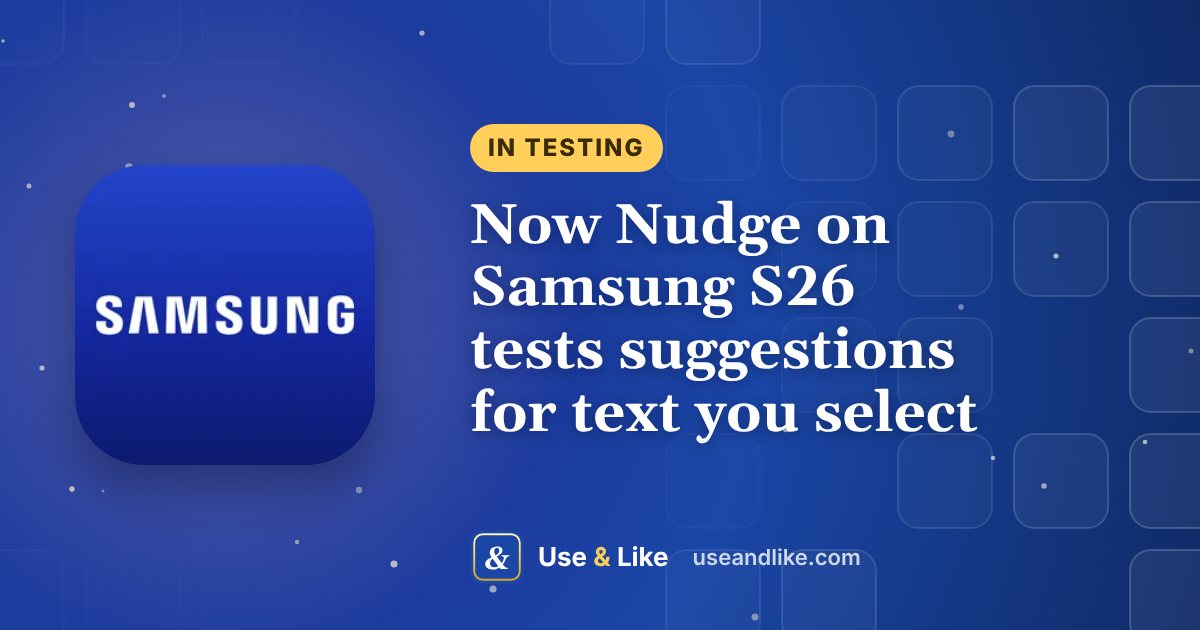 SAMSUNG
IN TESTING
Now Nudge on
Samsung S26
tests suggestions
for text you select
& Use & Like useandlike.com